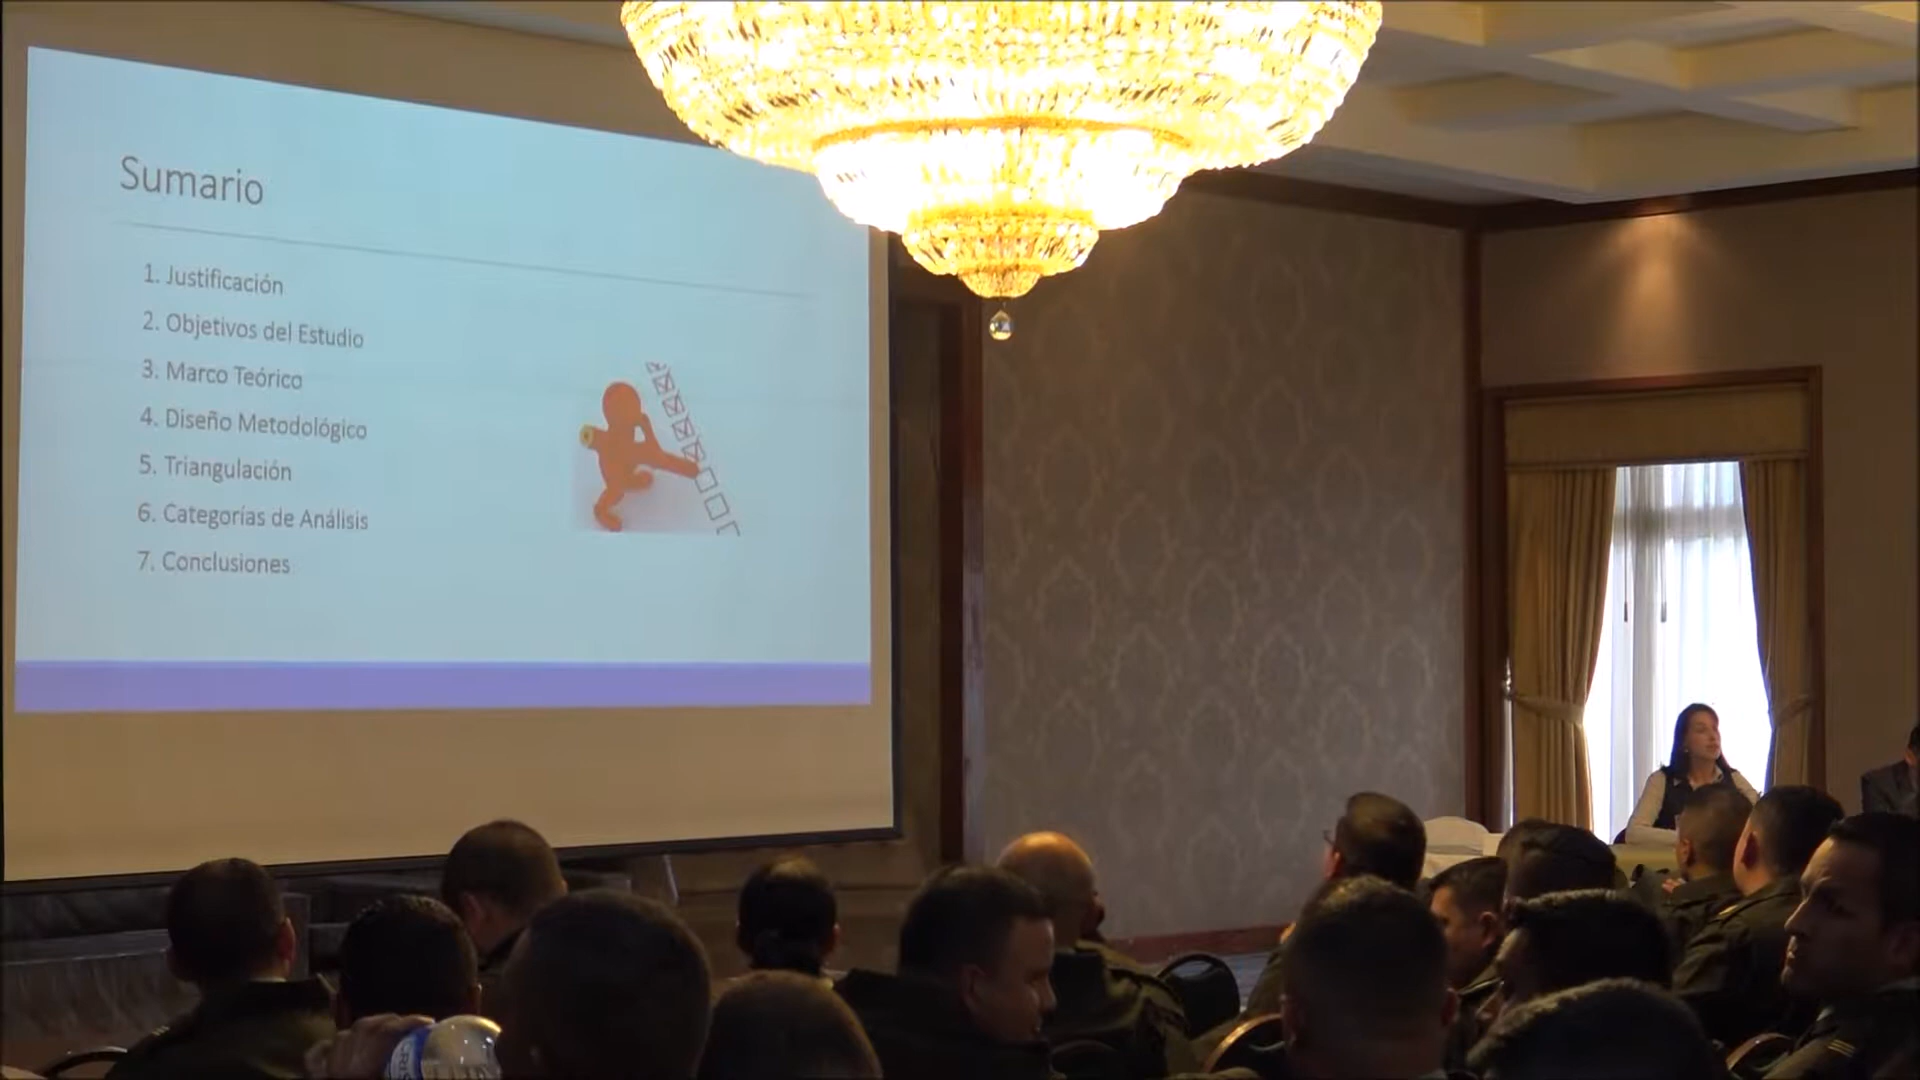 Sumario
1. Justificación
2. Objetivos del Estudio
3. Marco Teórico
4. Diseño Metodológico
5. Triangulación
6. Categorías de Análisis
7. Conclusiones